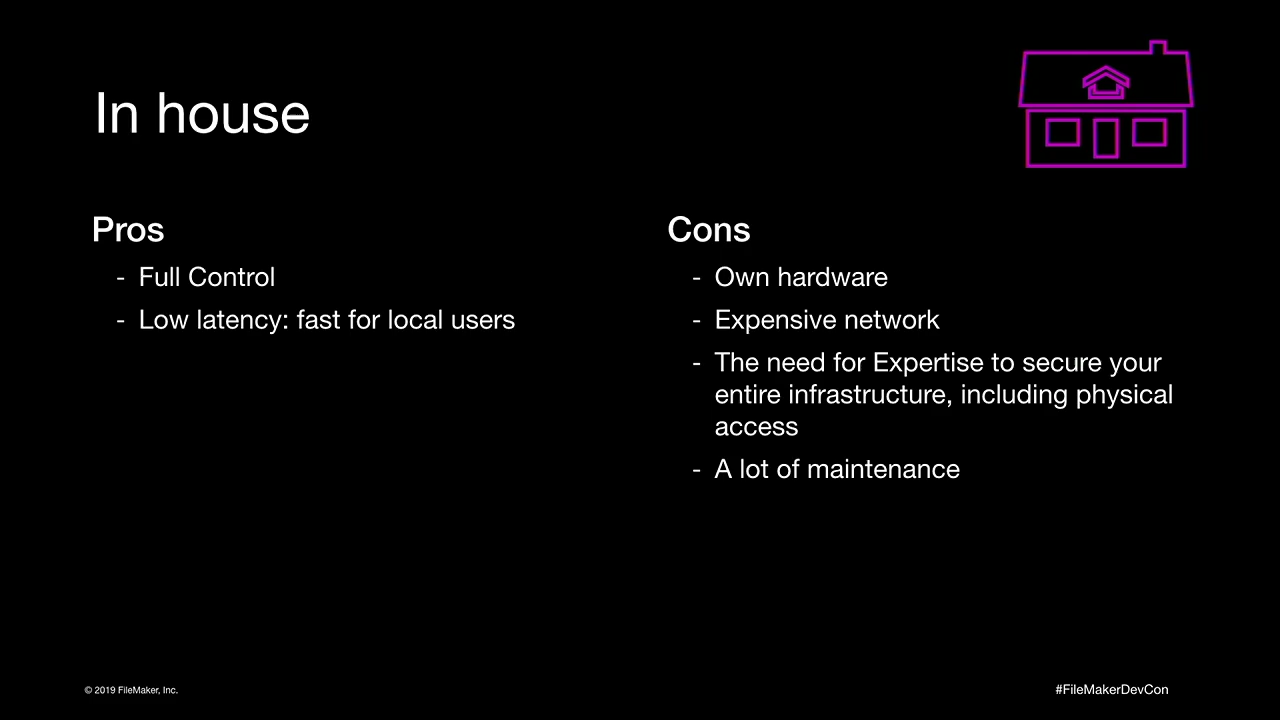 In house
Pros
- Full Control
- Low latency: fast for local users
Cons
- Own hardware
- Expensive network
- The need for Expertise to secure your
entire infrastructure, including physical
access
- A lot of maintenance
© 2019 FileMaker, Inc.
#FileMakerDevCon